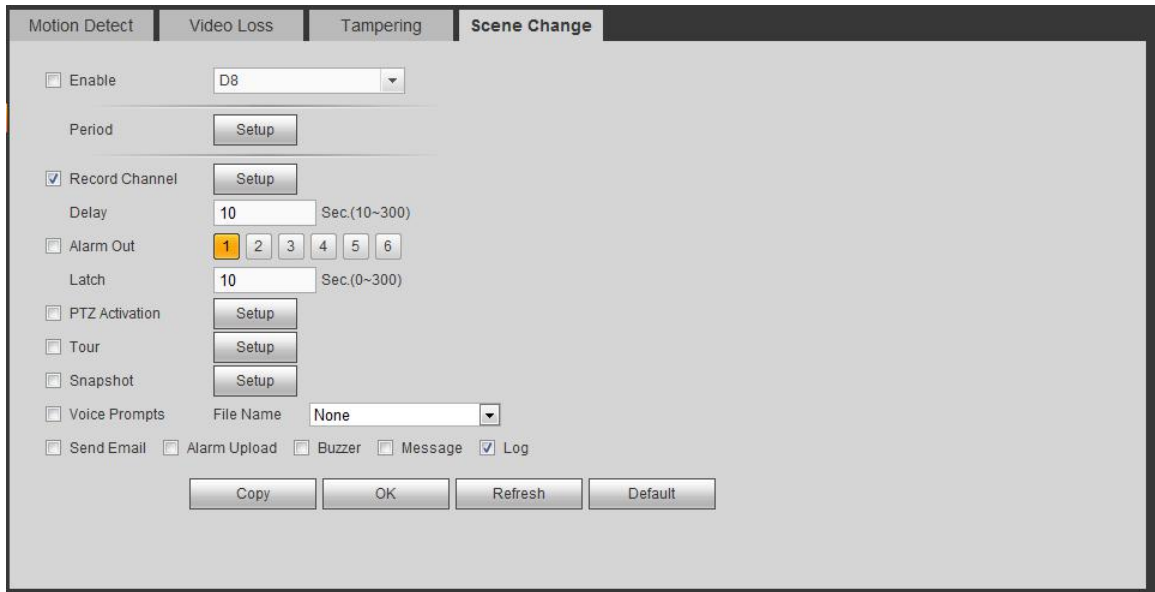 Motion Detect Video Loss Tampering Scene Change
Enable D8
Period Setup
Record Channel Setup
Delay 10 Sec.(10~300)
Alarm Out 1 2 3 4 5 6
Latch 10 Sec.(0~300)
PTZ Activation Setup
Tour Setup
Snapshot Setup
Voice Prompts File Name None
Send Email Alarm Upload Buzzer Message Log
Copy OK Refresh Default